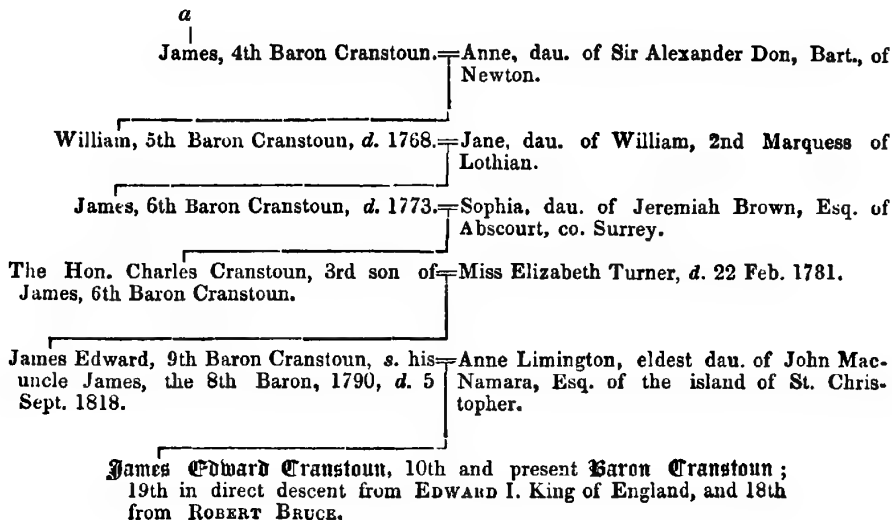 a
James, 4th Baron Cranstoun.=Anne, dau. of Sir Alexander Don, Bart., of
Newton.
William, 5th Baron Cranstoun, d. 1768.=Jane, dau. of William, 2nd Marquess of
Lothian.
James, 6th Baron Cranstoun, d. 1773.=Sophia, dau. of Jeremiah Brown, Esq. of
Abscourt, co. Surrey.
The Hon. Charles Cranstoun, 3rd son of=Miss Elizabeth Turner, d. 22 Feb. 1781.
James, 6th Baron Cranstoun.
James Edward, 9th Baron Cranstoun, s. his=Anne Limington, eldest dau. of John Mac-
uncle James, the 8th Baron, 1790, d. 5 Namara, Esq. of the island of St. Chris-
Sept. 1818. topher.
James Edward Cranstoun, 10th and present Baron Cranstoun;
19th in direct descent from EDWARD I. King of England, and 18th
from ROBERT BRUCE.